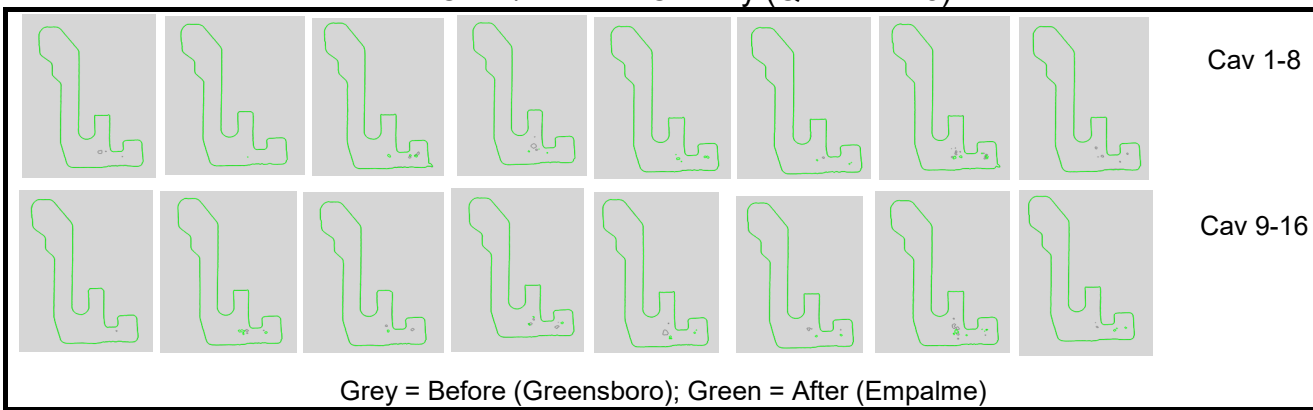 Cav 1-8
Cav 9-16
Grey = Before (Greensboro); Green = After (Empalme)